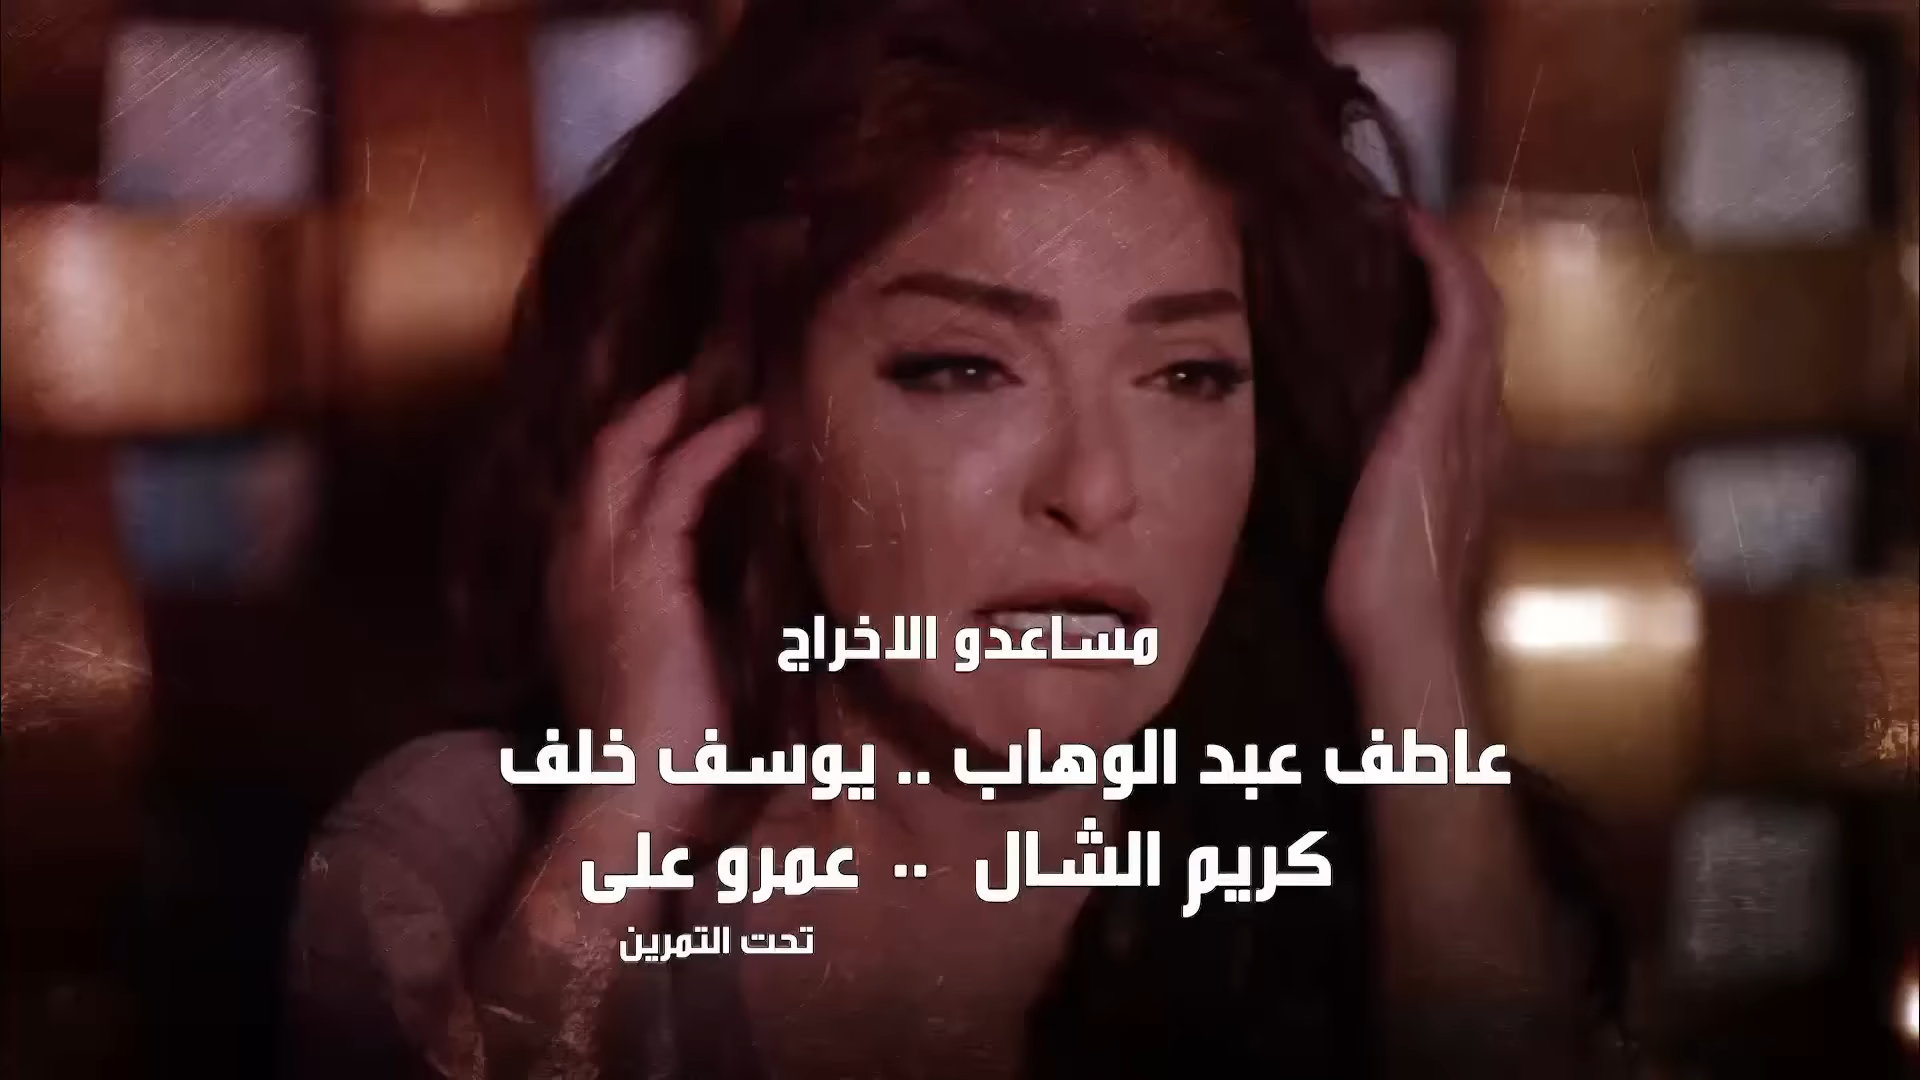 مساعدو الاخراج
عاطف عبد الوهاب .. يوسف خلف
كريم الشال .. عمرو على
تحت التمرين